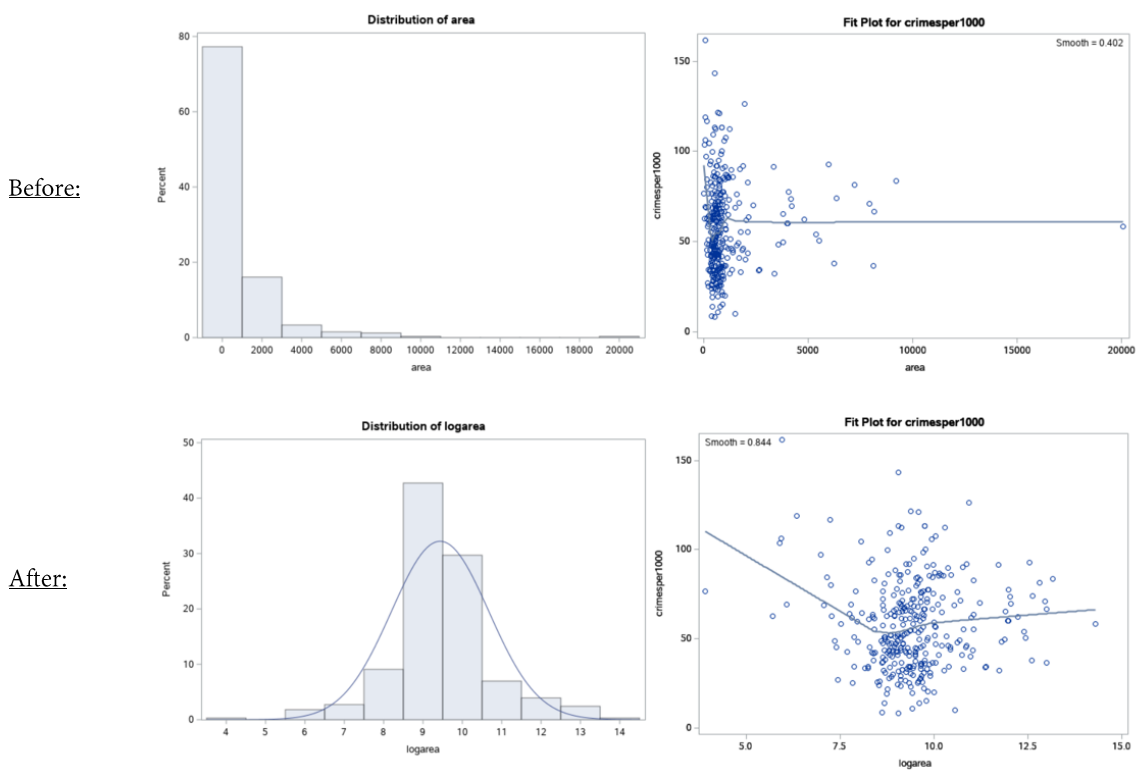 Before:
Distribution of area
80
60
40
20
0
Percent
0 2000 4000 6000 8000 10000 12000 14000 16000 18000 20000
area
Fit Plot for crimesper1000
Smooth = 0.402
150
100
50
0
crimesper1000
0 5000 10000 15000 20000
area
After:
Distribution of logarea
50
40
30
20
10
0
Percent
4 5 6 7 8 9 10 11 12 13 14
logarea
Fit Plot for crimesper1000
Smooth = 0.844
150
100
50
0
crimesper1000
5.0 7.5 10.0 12.5 15.0
logarea